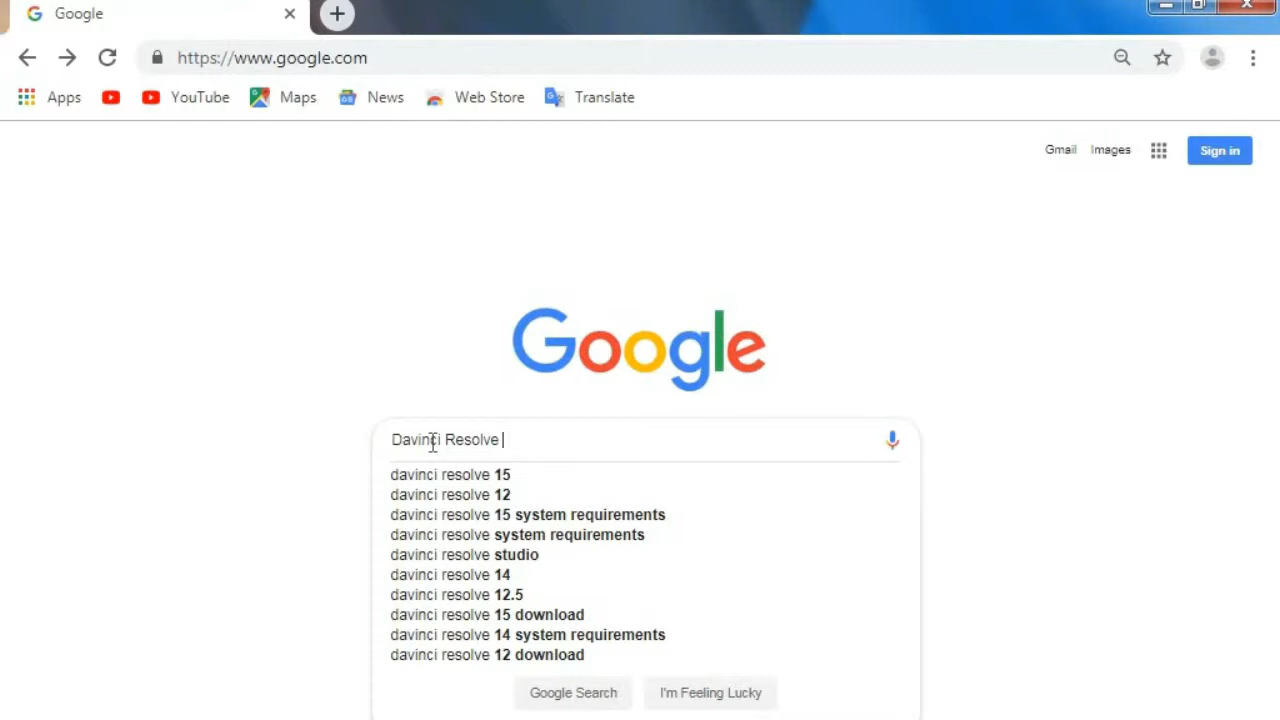 Google
https://www.google.com
Apps YouTube Maps News Web Store Translate
Gmail Images Sign in
Google
Davinci Resolve
davinci resolve 15
davinci resolve 12
davinci resolve 15 system requirements
davinci resolve system requirements
davinci resolve studio
davinci resolve 14
davinci resolve 12.5
davinci resolve 15 download
davinci resolve 14 system requirements
davinci resolve 12 download
Google Search I'm Feeling Lucky